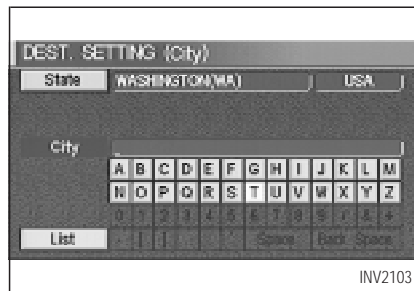 DEST. SETTING (City)
State WASHINGTON(WA) USA
City _
A B C D E F G H I J K L M
N O P Q R S T U V W X Y Z
0 1 2 3 4 5 6 7 8 9 / & +
List - [ ] Space Back Space
INV2103